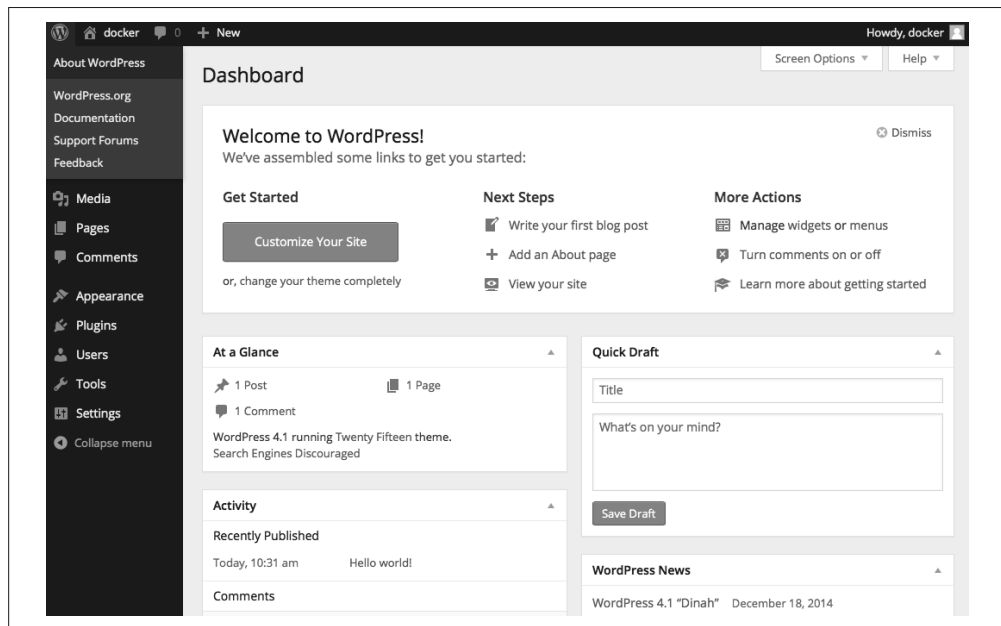 docker 0 + New Howdy, docker
About WordPress
WordPress.org
Documentation
Support Forums
Feedback
Media
Pages
Comments
Appearance
Plugins
Users
Tools
Settings
Collapse menu
Screen Options Help
Dashboard
Welcome to WordPress!
Dismiss
We've assembled some links to get you started:
Get Started
Customize Your Site
or, change your theme completely
Next Steps
Write your first blog post
Add an About page
View your site
More Actions
Manage widgets or menus
Turn comments on or off
Learn more about getting started
At a Glance
1 Post 1 Page
1 Comment
WordPress 4.1 running Twenty Fifteen theme.
Search Engines Discouraged
Activity
Recently Published
Today, 10:31 am Hello world!
Comments
Quick Draft
Title
What's on your mind?
Save Draft
WordPress News
WordPress 4.1 “Dinah” December 18, 2014